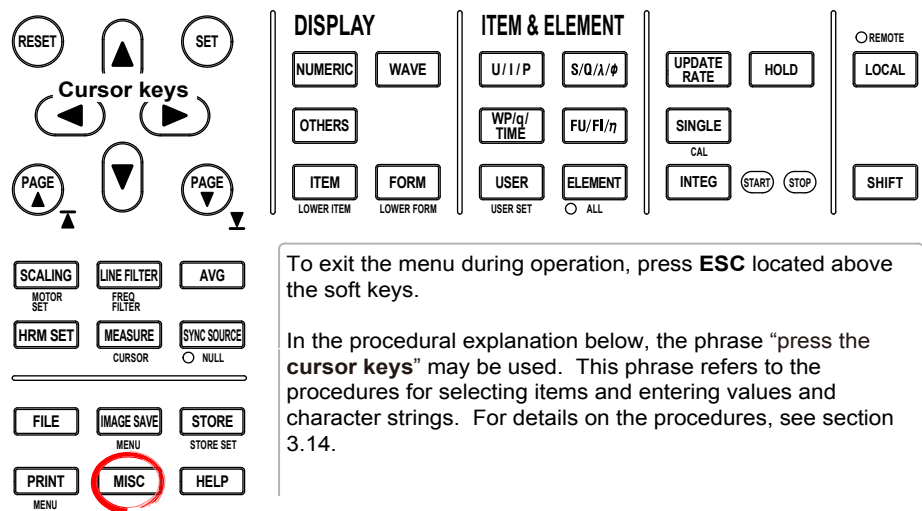 RESET
SET
Cursor keys
PAGE
PAGE
DISPLAY
NUMERIC
WAVE
OTHERS
ITEM
FORM
LOWER ITEM
LOWER FORM
ITEM & ELEMENT
U / I / P
S/Q/λ/ϕ
WP/q/
TIME
FU/FI/η
USER
ELEMENT
USER SET
ALL
UPDATE
RATE
HOLD
SINGLE
CAL
INTEG
START
STOP
REMOTE
LOCAL
SHIFT
SCALING
LINE FILTER
AVG
MOTOR
SET
FREQ
FILTER
HRM SET
MEASURE
SYNC SOURCE
CURSOR
NULL
FILE
IMAGE SAVE
STORE
MENU
STORE SET
PRINT
MISC
HELP
MENU
To exit the menu during operation, press ESC located above
the soft keys.
In the procedural explanation below, the phrase “press the
cursor keys” may be used. This phrase refers to the
procedures for selecting items and entering values and
character strings. For details on the procedures, see section
3.14.